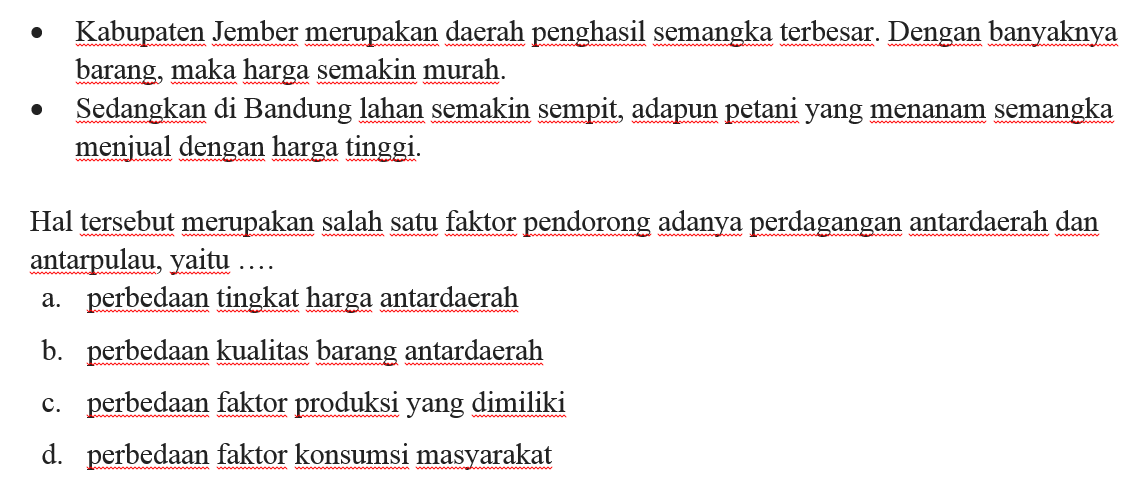 • Kabupaten Jember merupakan daerah penghasil semangka terbesar. Dengan banyaknya
barang, maka harga semakin murah.
• Sedangkan di Bandung lahan semakin sempit, adapun petani yang menanam semangka
menjual dengan harga tinggi.
Hal tersebut merupakan salah satu faktor pendorong adanya perdagangan antardaerah dan
antarpulau, yaitu ….
a. perbedaan tingkat harga antardaerah
b. perbedaan kualitas barang antardaerah
c. perbedaan faktor produksi yang dimiliki
d. perbedaan faktor konsumsi masyarakat